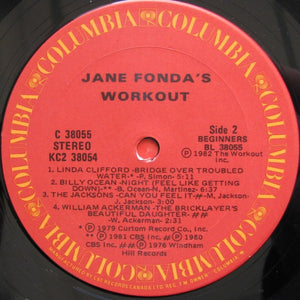 COLUMBIA COLUMBIA COLUMBIA COLUMBIA COLUMBIA COLUMBIA
JANE FONDA'S
WORKOUT
C 38055
STEREO
KC2 38054
Side 2
BEGINNERS
BL 38055
℗ 1982 The Workout
Inc.
1. LINDA CLIFFORD -BRIDGE OVER TROUBLED
WATER-* -P. Simon- 5:11
2. BILLY OCEAN -NIGHT (FEEL LIKE GETTING
DOWN)-** -B. Ocean-N. Martinez- 6:37
3. THE JACKSONS -CAN YOU FEEL IT-** -M. Jackson-
J. Jackson- 3:00
4. WILLIAM ACKERMAN -THE BRICKLAYER'S
BEAUTIFUL DAUGHTER- **
-W. Ackerman- 2:31
* ℗ 1979 Curtom Record Co., Inc.
** ℗ 1981 CBS Inc. ** ℗ 1980
CBS Inc. ** ℗ 1976 Windham
Hill Records